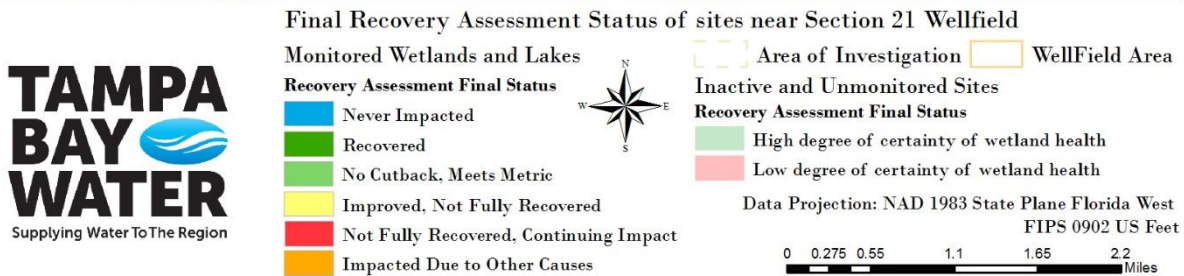 TAMPA
BAY
WATER
Supplying Water To The Region
Final Recovery Assessment Status of sites near Section 21 Wellfield
Monitored Wetlands and Lakes
Recovery Assessment Final Status
Never Impacted
Recovered
No Cutback, Meets Metric
Improved, Not Fully Recovered
Not Fully Recovered, Continuing Impact
Impacted Due to Other Causes
N
W E
S
Area of Investigation WellField Area
Inactive and Unmonitored Sites
Recovery Assessment Final Status
High degree of certainty of wetland health
Low degree of certainty of wetland health
Data Projection: NAD 1983 State Plane Florida West
FIPS 0902 US Feet
0 0.275 0.55 1.1 1.65 2.2
Miles